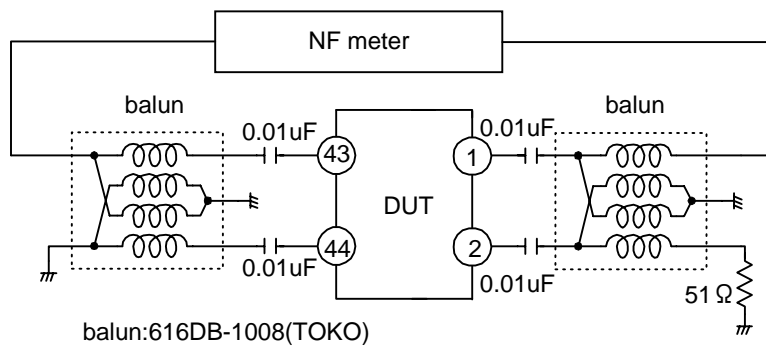 NF meter
balun
balun
0.01uF
0.01uF
43
1
DUT
44
2
0.01uF
0.01uF
51 Ω
balun:616DB-1008(TOKO)